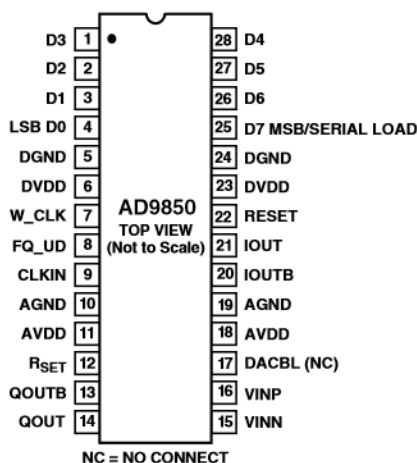 D3 1 28 D4
D2 2 27 D5
D1 3 26 D6
LSB D0 4 25 D7 MSB/SERIAL LOAD
DGND 5 24 DGND
DVDD 6 23 DVDD
W_CLK 7 AD9850 22 RESET
FQ_UD 8 TOP VIEW 21 IOUT
CLKIN 9 (Not to Scale) 20 IOUTB
AGND 10 19 AGND
AVDD 11 18 AVDD
RSET 12 17 DACBL (NC)
QOUTB 13 16 VINP
QOUT 14 15 VINN
NC = NO CONNECT